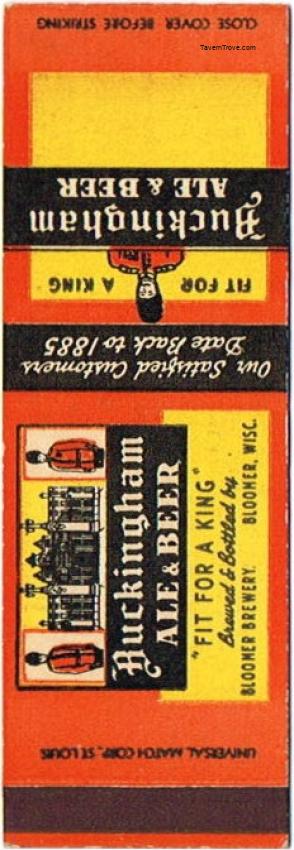 CLOSE COVER BEFORE STRIKING
TavernTrove.com
Buckingham
ALE & BEER
FIT FOR A KING
Our Satisfied Customers
Date Back to 1885
Buckingham
ALE & BEER
"FIT FOR A KING"
Brewed & Bottled by
BLOOMER BREWERY. BLOOMER, WISC.
UNIVERSAL MATCH CORP., ST. LOUIS